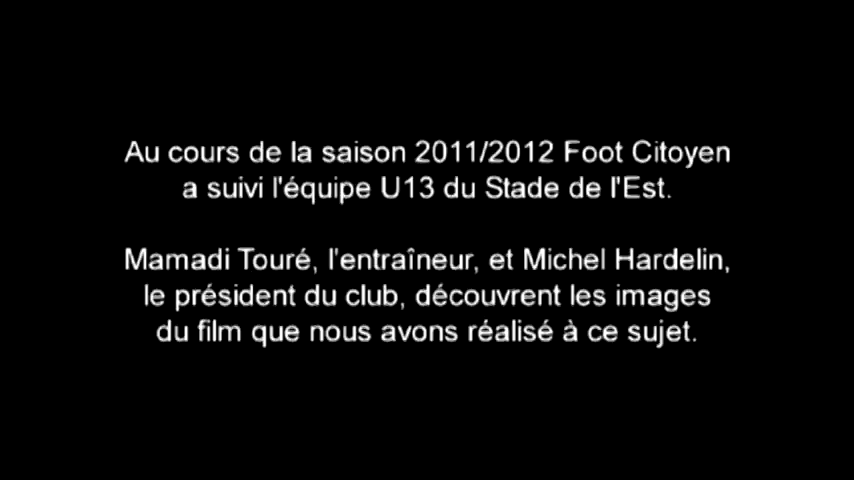 Au cours de la saison 2011/2012 Foot Citoyen
a suivi l'équipe U13 du Stade de l'Est.
Mamadi Touré, l'entraîneur, et Michel Hardelin,
le président du club, découvrent les images
du film que nous avons réalisé à ce sujet.